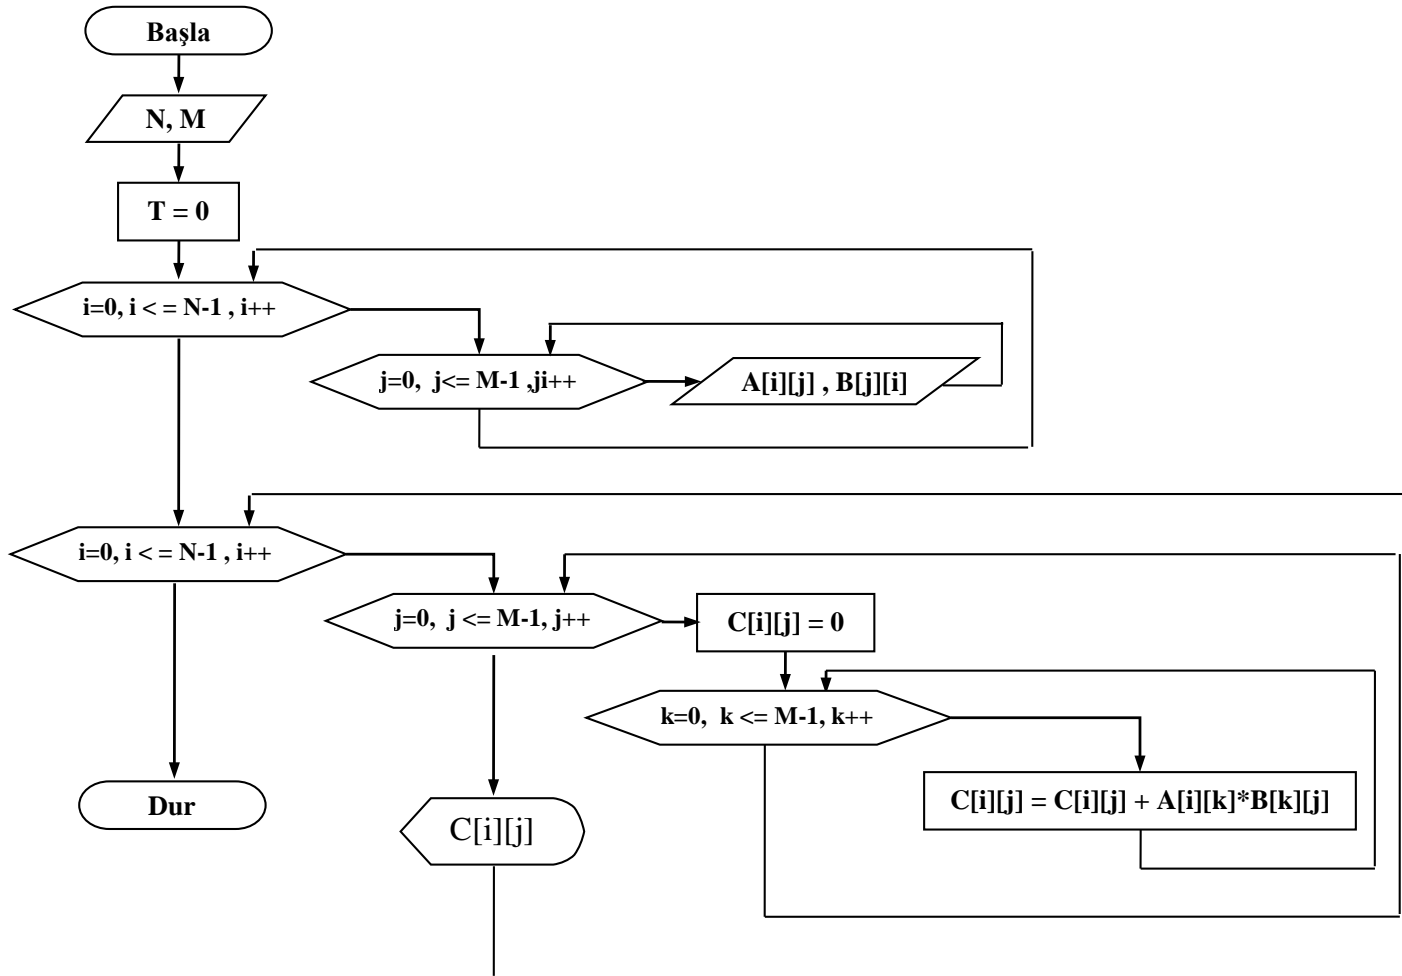 Başla
N, M
T = 0
i=0, i < = N-1 , i++
j=0, j<= M-1 ,ji++
A[i][j] , B[j][i]
i=0, i < = N-1 , i++
j=0, j <= M-1, j++
C[i][j] = 0
k=0, k <= M-1, k++
C[i][j] = C[i][j] + A[i][k]*B[k][j]
Dur
C[i][j]